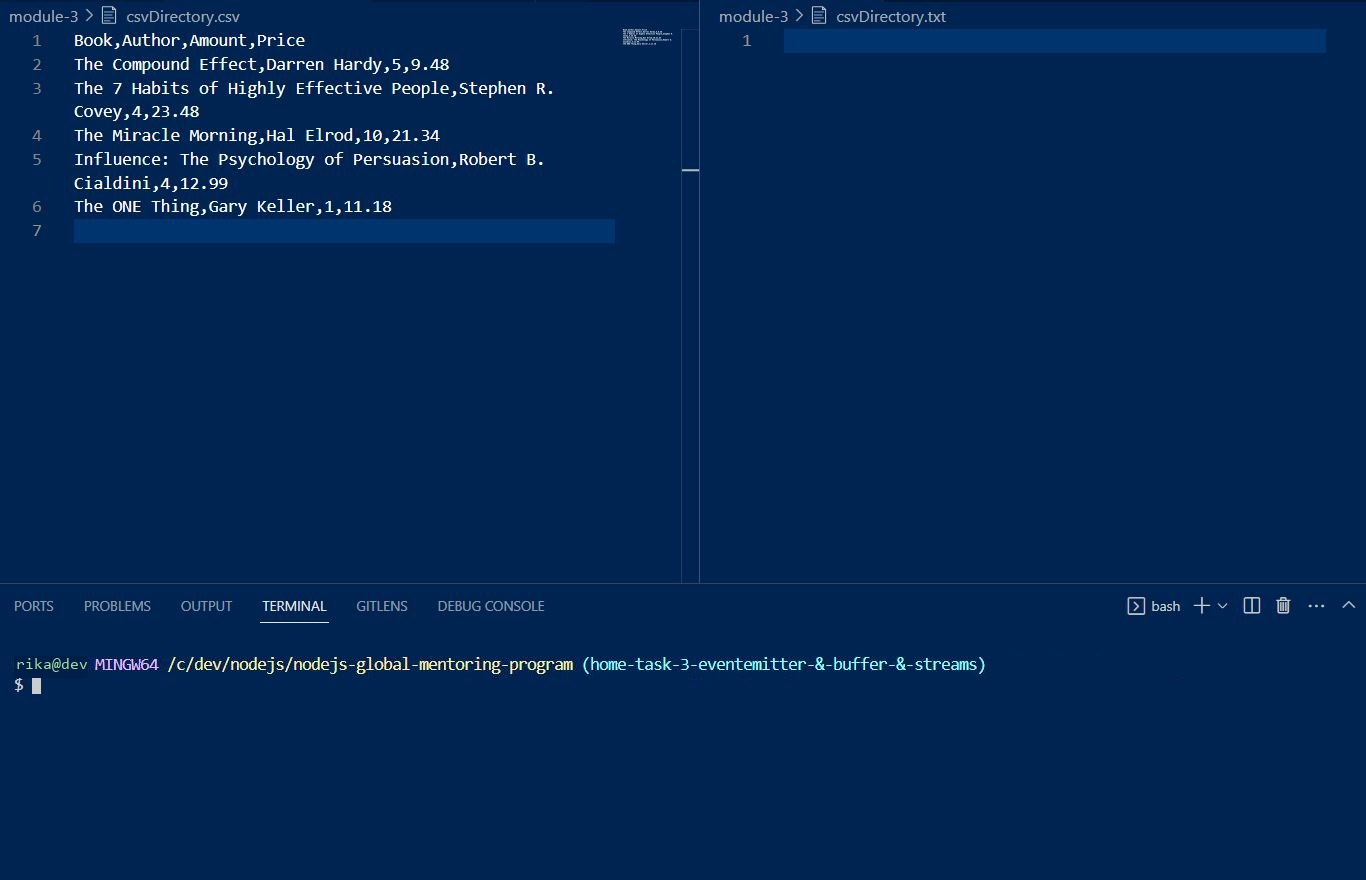 module-3 > csvDirectory.csv
1 Book,Author,Amount,Price
2 The Compound Effect,Darren Hardy,5,9.48
3 The 7 Habits of Highly Effective People,Stephen R.
Covey,4,23.48
4 The Miracle Morning,Hal Elrod,10,21.34
5 Influence: The Psychology of Persuasion,Robert B.
Cialdini,4,12.99
6 The ONE Thing,Gary Keller,1,11.18
7
module-3 > csvDirectory.txt
1
PORTS PROBLEMS OUTPUT TERMINAL GITLENS DEBUG CONSOLE bash
rika@dev MINGW64 /c/dev/nodejs/nodejs-global-mentoring-program (home-task-3-eventemitter-&-buffer-&-streams)
$